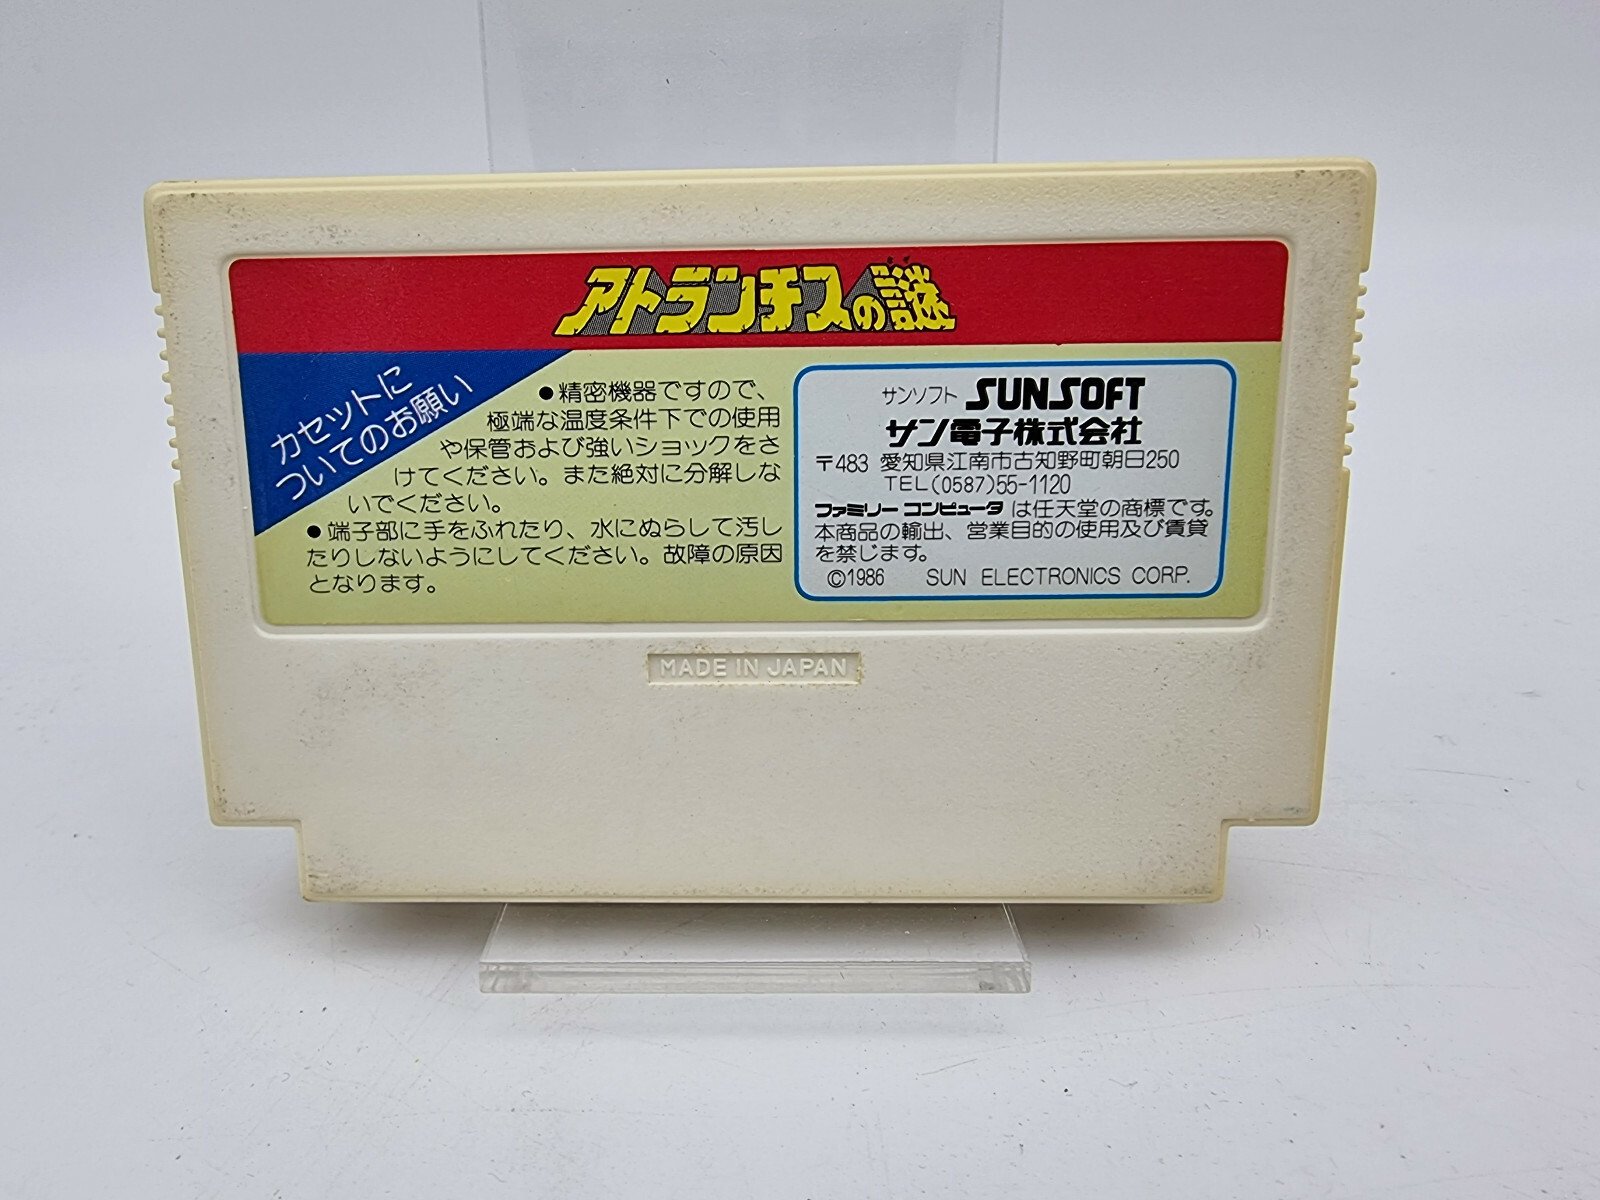 アトランチスの謎
なぞ
カセットに
ついてのお願い
●精密機器ですので、
極端な温度条件下での使用
や保管および強いショックをさ
けてください。また絶対に分解しな
いでください。
●端子部に手をふれたり、水にぬらして汚し
たりしないようにしてください。故障の原因
となります。
サンソフト SUNSOFT
サン電子株式会社
〒483 愛知県江南市古知野町朝日250
TEL(0587)55-1120
ファミリーコンピュータは任天堂の商標です。
本商品の輸出、営業目的の使用及び賃貸
を禁じます。
©1986 SUN ELECTRONICS CORP.
MADE IN JAPAN